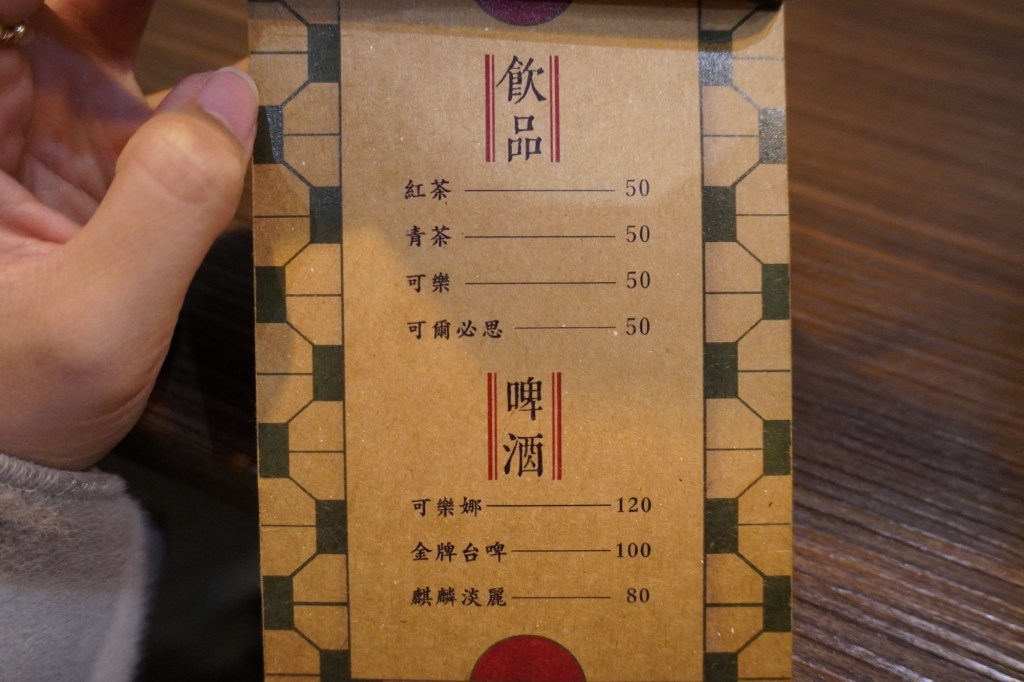 飲品
紅茶 50
青茶 50
可樂 50
可爾必思 50
啤酒
可樂娜 120
金牌台啤 100
麒麟淡麗 80